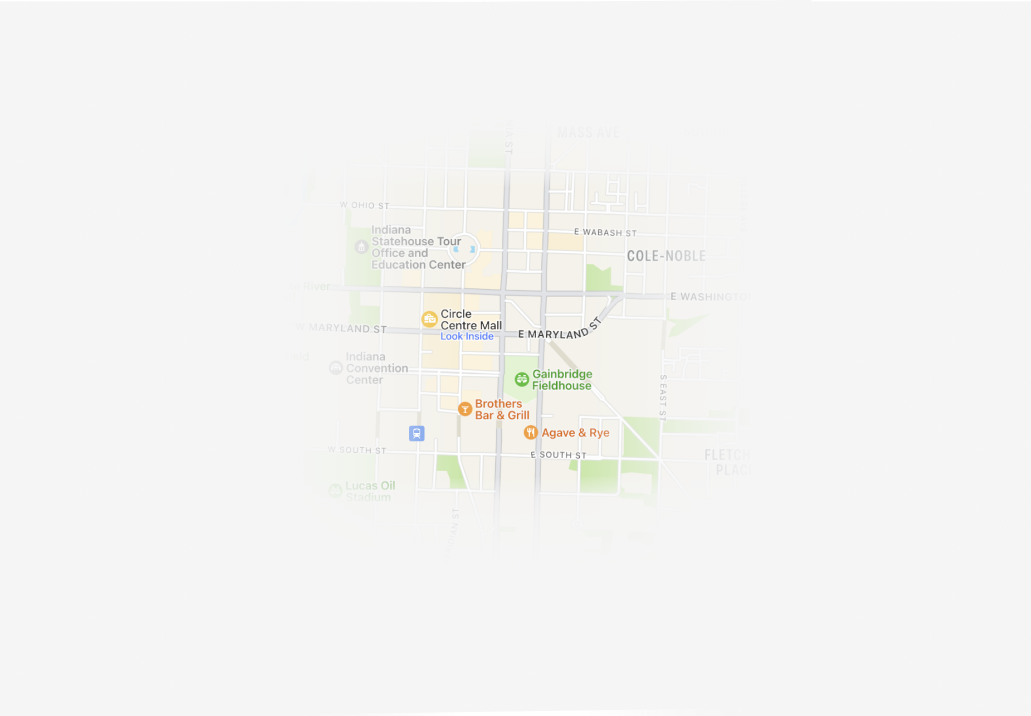 MASS AVE
W OHIO ST
E WABASH ST
Indiana
Statehouse Tour
Office and
Education Center
COLE-NOBLE
E WASHINGTO
Circle
Centre Mall
Look Inside
W MARYLAND ST
E MARYLAND ST
Indiana
Convention
Center
Gainbridge
Fieldhouse
S EAST ST
Brothers
Bar & Grill
Agave & Rye
W SOUTH ST
E SOUTH ST
FLETCH
PLAC
Lucas Oil
Stadium